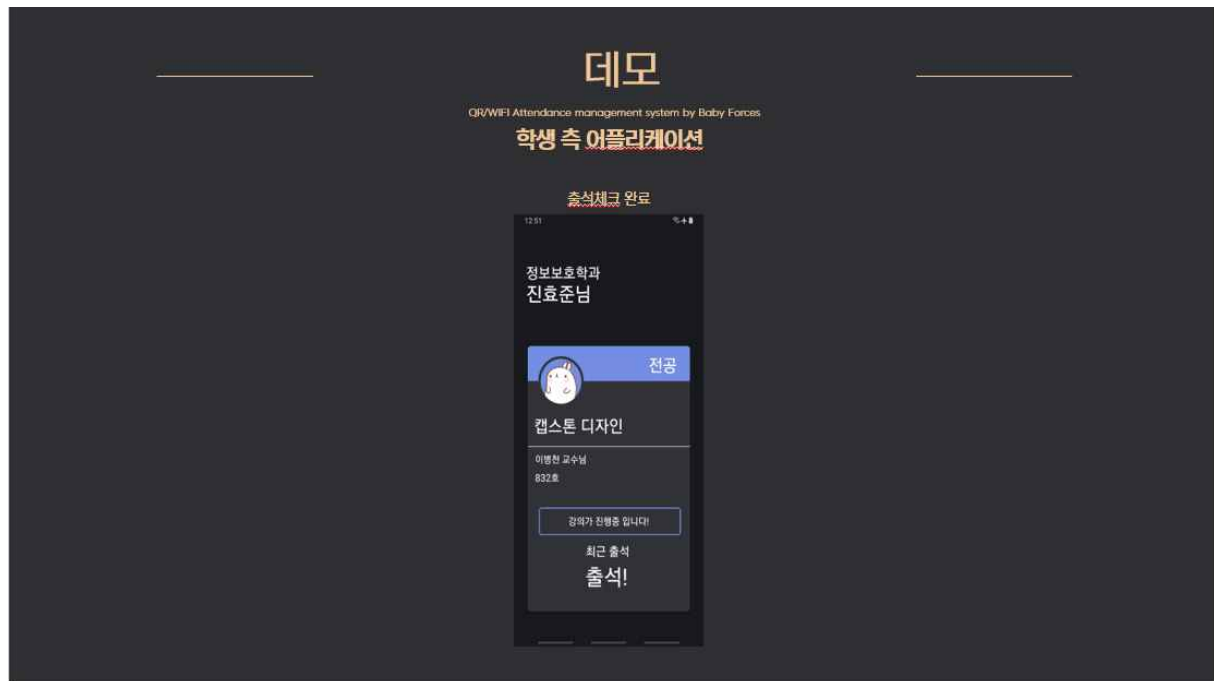 데모
QR/WIFI Attendance management system by Baby Forces
학생 측 어플리케이션
출석체크 완료
12:51
정보보호학과
진효준님
전공
캡스톤 디자인
이병천 교수님
832호
강의가 진행중 입니다!
최근 출석
출석!